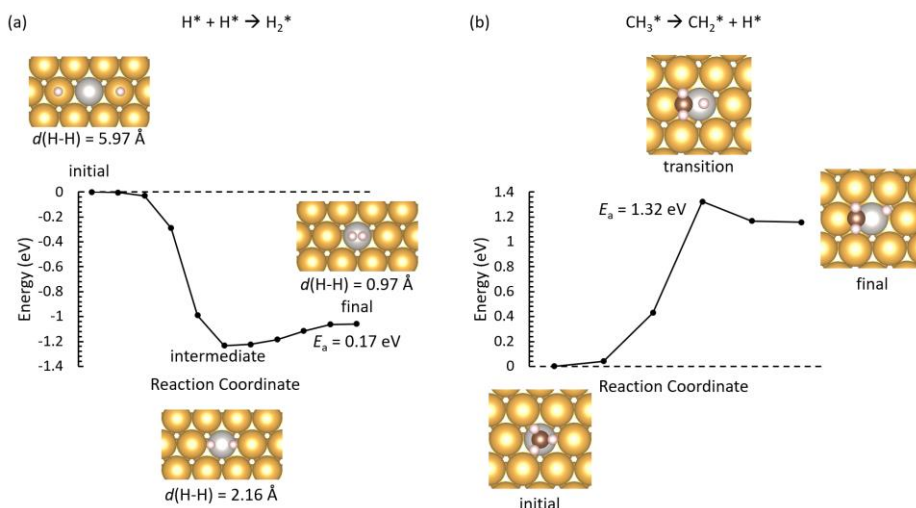 (a)
H* + H* → H₂*
d(H-H) = 5.97 Å
initial
0
-0.2
-0.4
-0.6
-0.8
-1
-1.2
-1.4
Energy (eV)
d(H-H) = 0.97 Å
final
Eₐ = 0.17 eV
intermediate
Reaction Coordinate
d(H-H) = 2.16 Å
(b)
CH₃* → CH₂* + H*
transition
1.4
1.2
1
0.8
0.6
0.4
0.2
0
Energy (eV)
Eₐ = 1.32 eV
final
Reaction Coordinate
initial